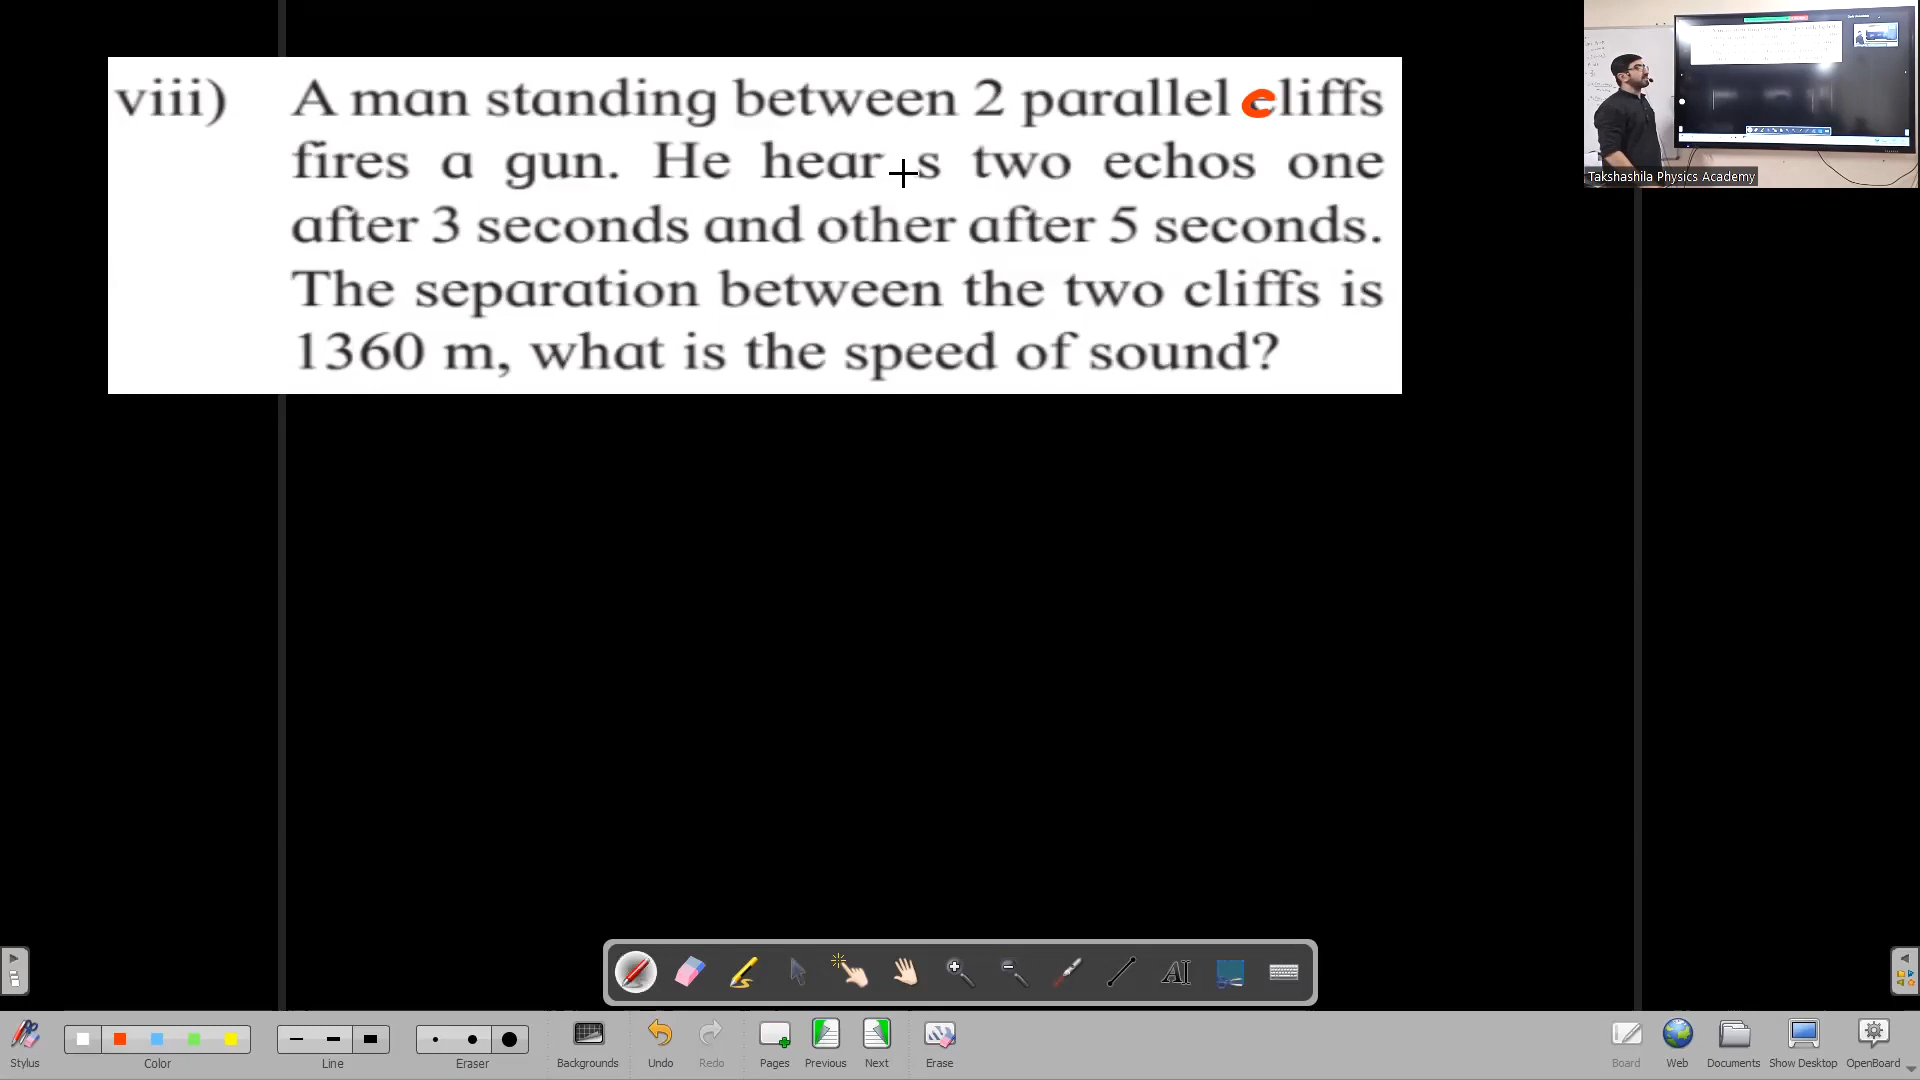 viii) A man standing between 2 parallel cliffs
fires a gun. He hear s two echos one
after 3 seconds and other after 5 seconds.
The separation between the two cliffs is
1360 m, what is the speed of sound?
Takshashila Physics Academy
Stylus
Color
Line
Eraser
Backgrounds
Undo
Redo
Pages
Previous
Next
Erase
Board
Web
Documents
Show Desktop
OpenBoard